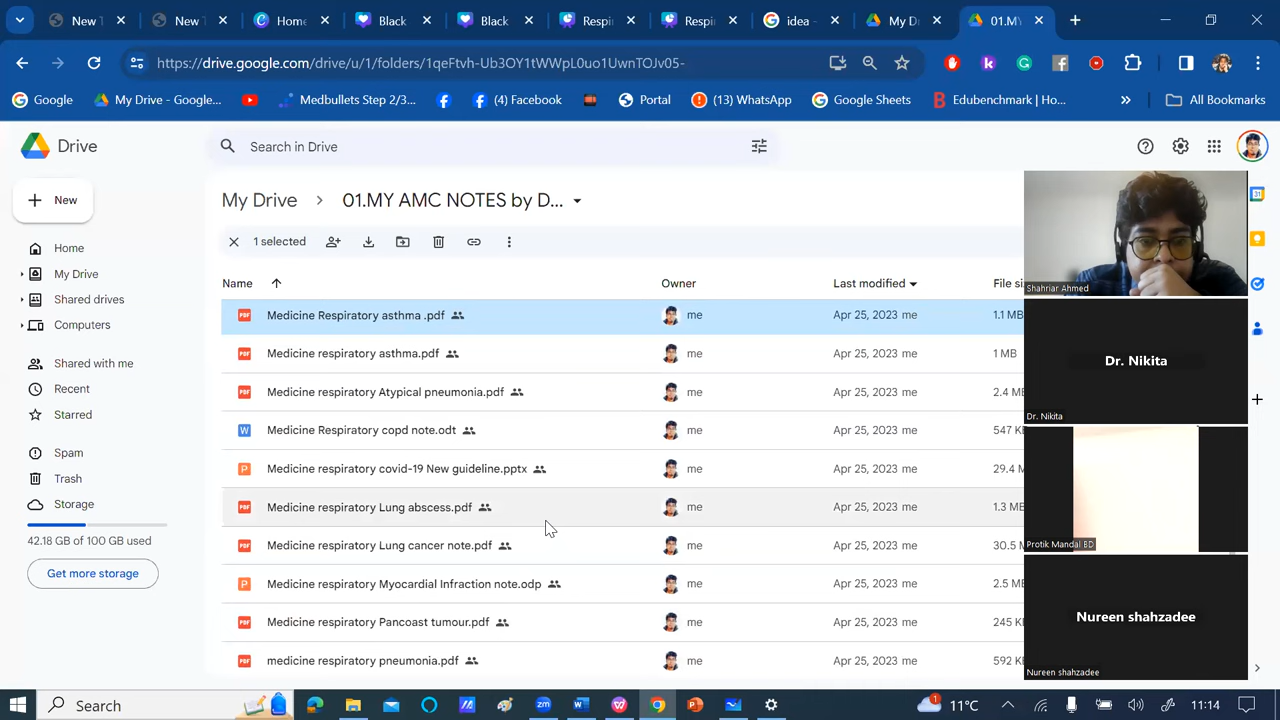 New
New
Home
Black
Black
Respir
Respir
idea -
My D
01.MY
https://drive.google.com/drive/u/1/folders/1qeFtvh-Ub3OY1tWWpL0uo1UwnTOJv05-
Google
My Drive - Google...
Medbullets Step 2/3...
(4) Facebook
Portal
(13) WhatsApp
Google Sheets
Edubenchmark | Ho...
»
All Bookmarks
Drive
Search in Drive
New
My Drive > 01.MY AMC NOTES by D...
Home
My Drive
Shared drives
Computers
Shared with me
Recent
Starred
Spam
Trash
Storage
42.18 GB of 100 GB used
Get more storage
1 selected
Name Owner Last modified File si
Medicine Respiratory asthma .pdf me Apr 25, 2023 me 1.1 MB
Medicine respiratory asthma.pdf me Apr 25, 2023 me 1 MB
Medicine respiratory Atypical pneumonia.pdf me Apr 25, 2023 me 2.4 MB
Medicine Respiratory copd note.odt me Apr 25, 2023 me 547 KB
Medicine respiratory covid-19 New guideline.pptx me Apr 25, 2023 me 29.4 M
Medicine respiratory Lung abscess.pdf me Apr 25, 2023 me 1.3 MB
Medicine respiratory Lung cancer note.pdf me Apr 25, 2023 me 30.5 M
Medicine respiratory Myocardial Infraction note.odp me Apr 25, 2023 me 2.5 MB
Medicine respiratory Pancoast tumour.pdf me Apr 25, 2023 me 245 KB
medicine respiratory pneumonia.pdf me Apr 25, 2023 me 592 KB
Shahriar Ahmed
Dr. Nikita
Dr. Nikita
Protik Mandal BD
Nureen shahzadee
Nureen shahzadee
Search
11°C
ENG
11:14